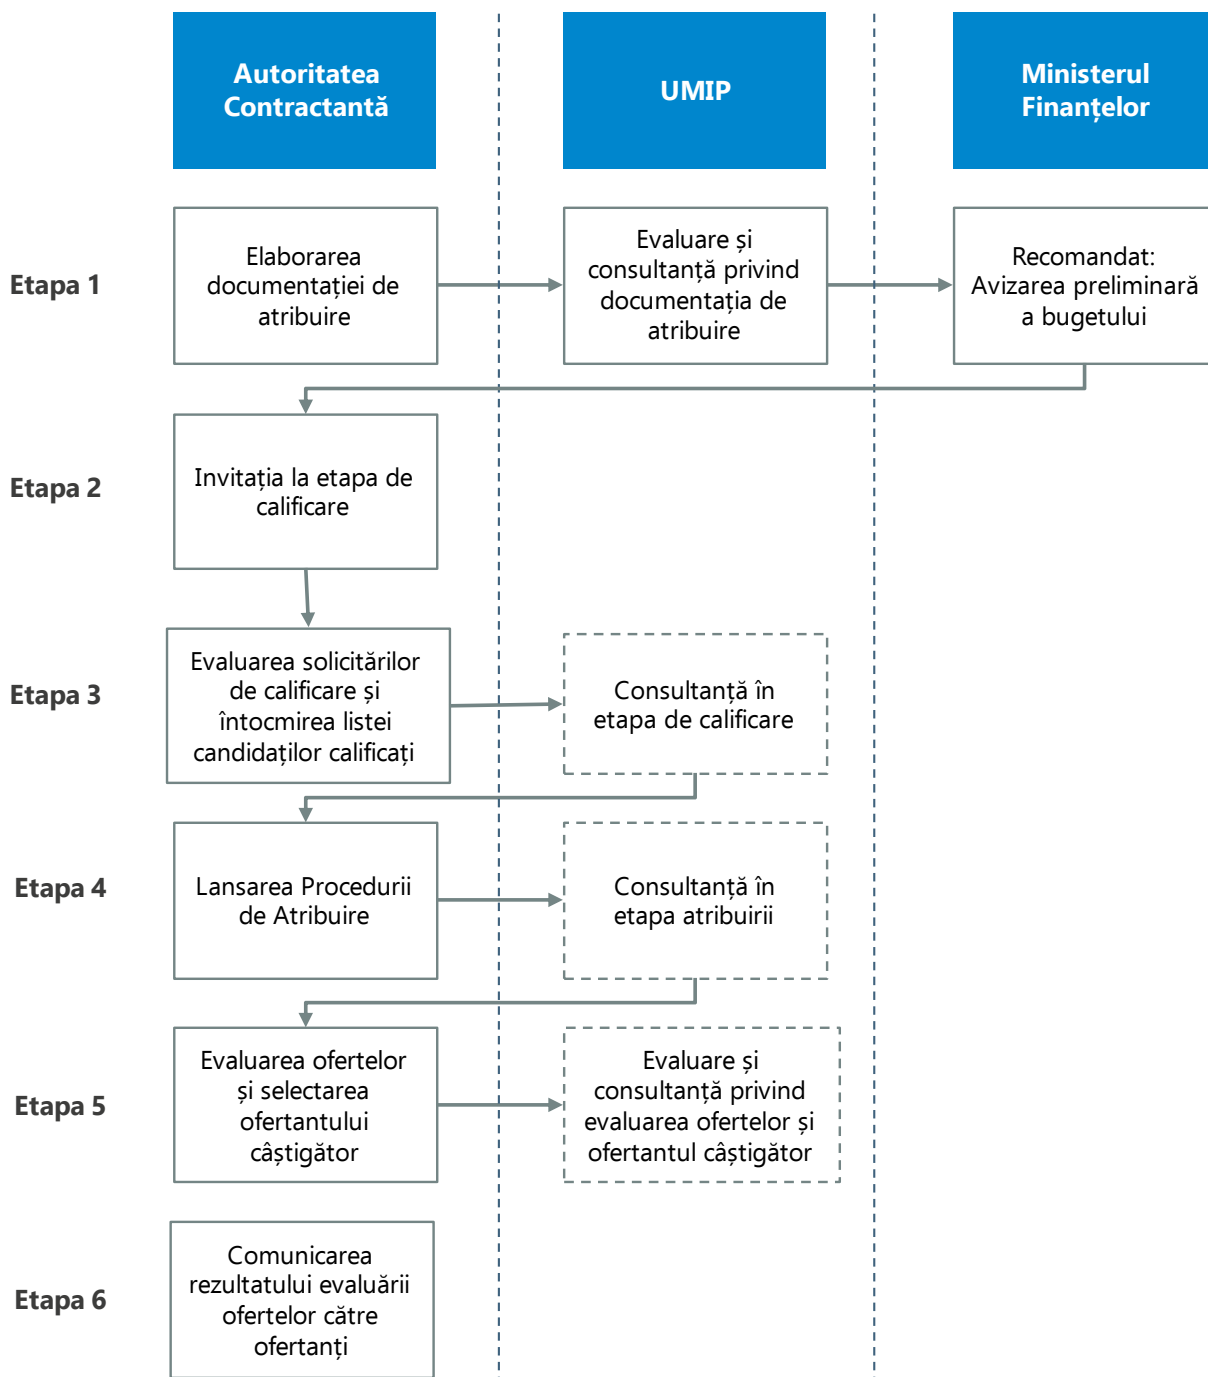 Autoritatea
Contractantă
UMIP
Ministerul
Finanțelor
Etapa 1
Elaborarea
documentației de
atribuire
Evaluare și
consultanță privind
documentația de
atribuire
Recomandat:
Avizarea preliminară
a bugetului
Etapa 2
Invitația la etapa de
calificare
Etapa 3
Evaluarea solicitărilor
de calificare și
întocmirea listei
candidaților calificați
Consultanță în
etapa de calificare
Etapa 4
Lansarea Procedurii
de Atribuire
Consultanță în
etapa atribuirii
Etapa 5
Evaluarea ofertelor
și selectarea
ofertantului
câștigător
Evaluare și
consultanță privind
evaluarea ofertelor și
ofertantul câștigător
Etapa 6
Comunicarea
rezultatului evaluării
ofertelor către
ofertanți